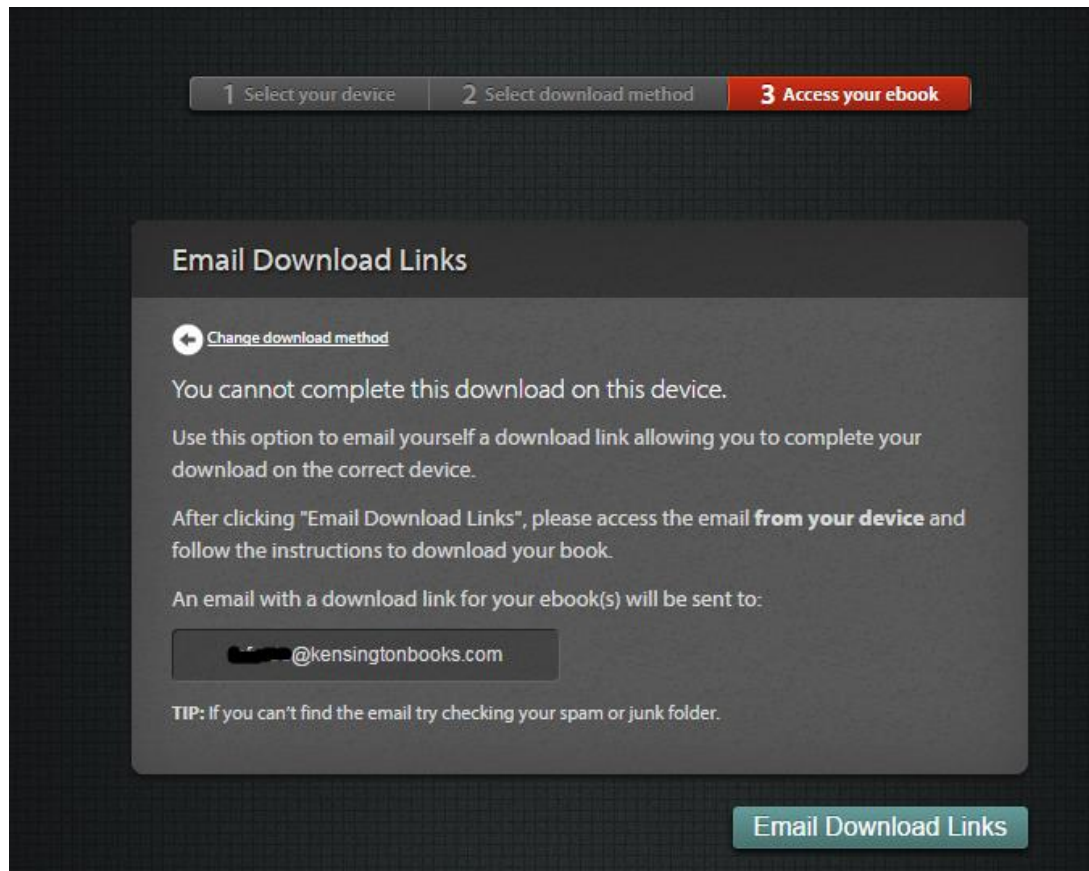 1 Select your device 2 Select download method 3 Access your ebook
Email Download Links
Change download method
You cannot complete this download on this device.
Use this option to email yourself a download link allowing you to complete your
download on the correct device.
After clicking "Email Download Links", please access the email from your device and
follow the instructions to download your book.
An email with a download link for your ebook(s) will be sent to:
@kensingtonbooks.com
TIP: If you can't find the email try checking your spam or junk folder.
Email Download Links